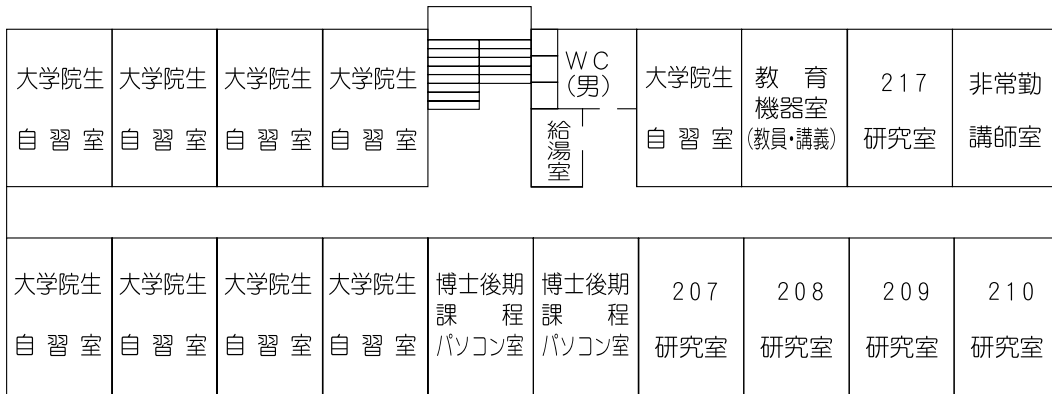 大学院生
自習室
大学院生
自習室
大学院生
自習室
大学院生
自習室
WC
(男)
給湯室
大学院生
自習室
教育
機器室
(教員・講義)
217
研究室
非常勤
講師室
大学院生
自習室
大学院生
自習室
大学院生
自習室
大学院生
自習室
博士後期
課程
パソコン室
博士後期
課程
パソコン室
207
研究室
208
研究室
209
研究室
210
研究室